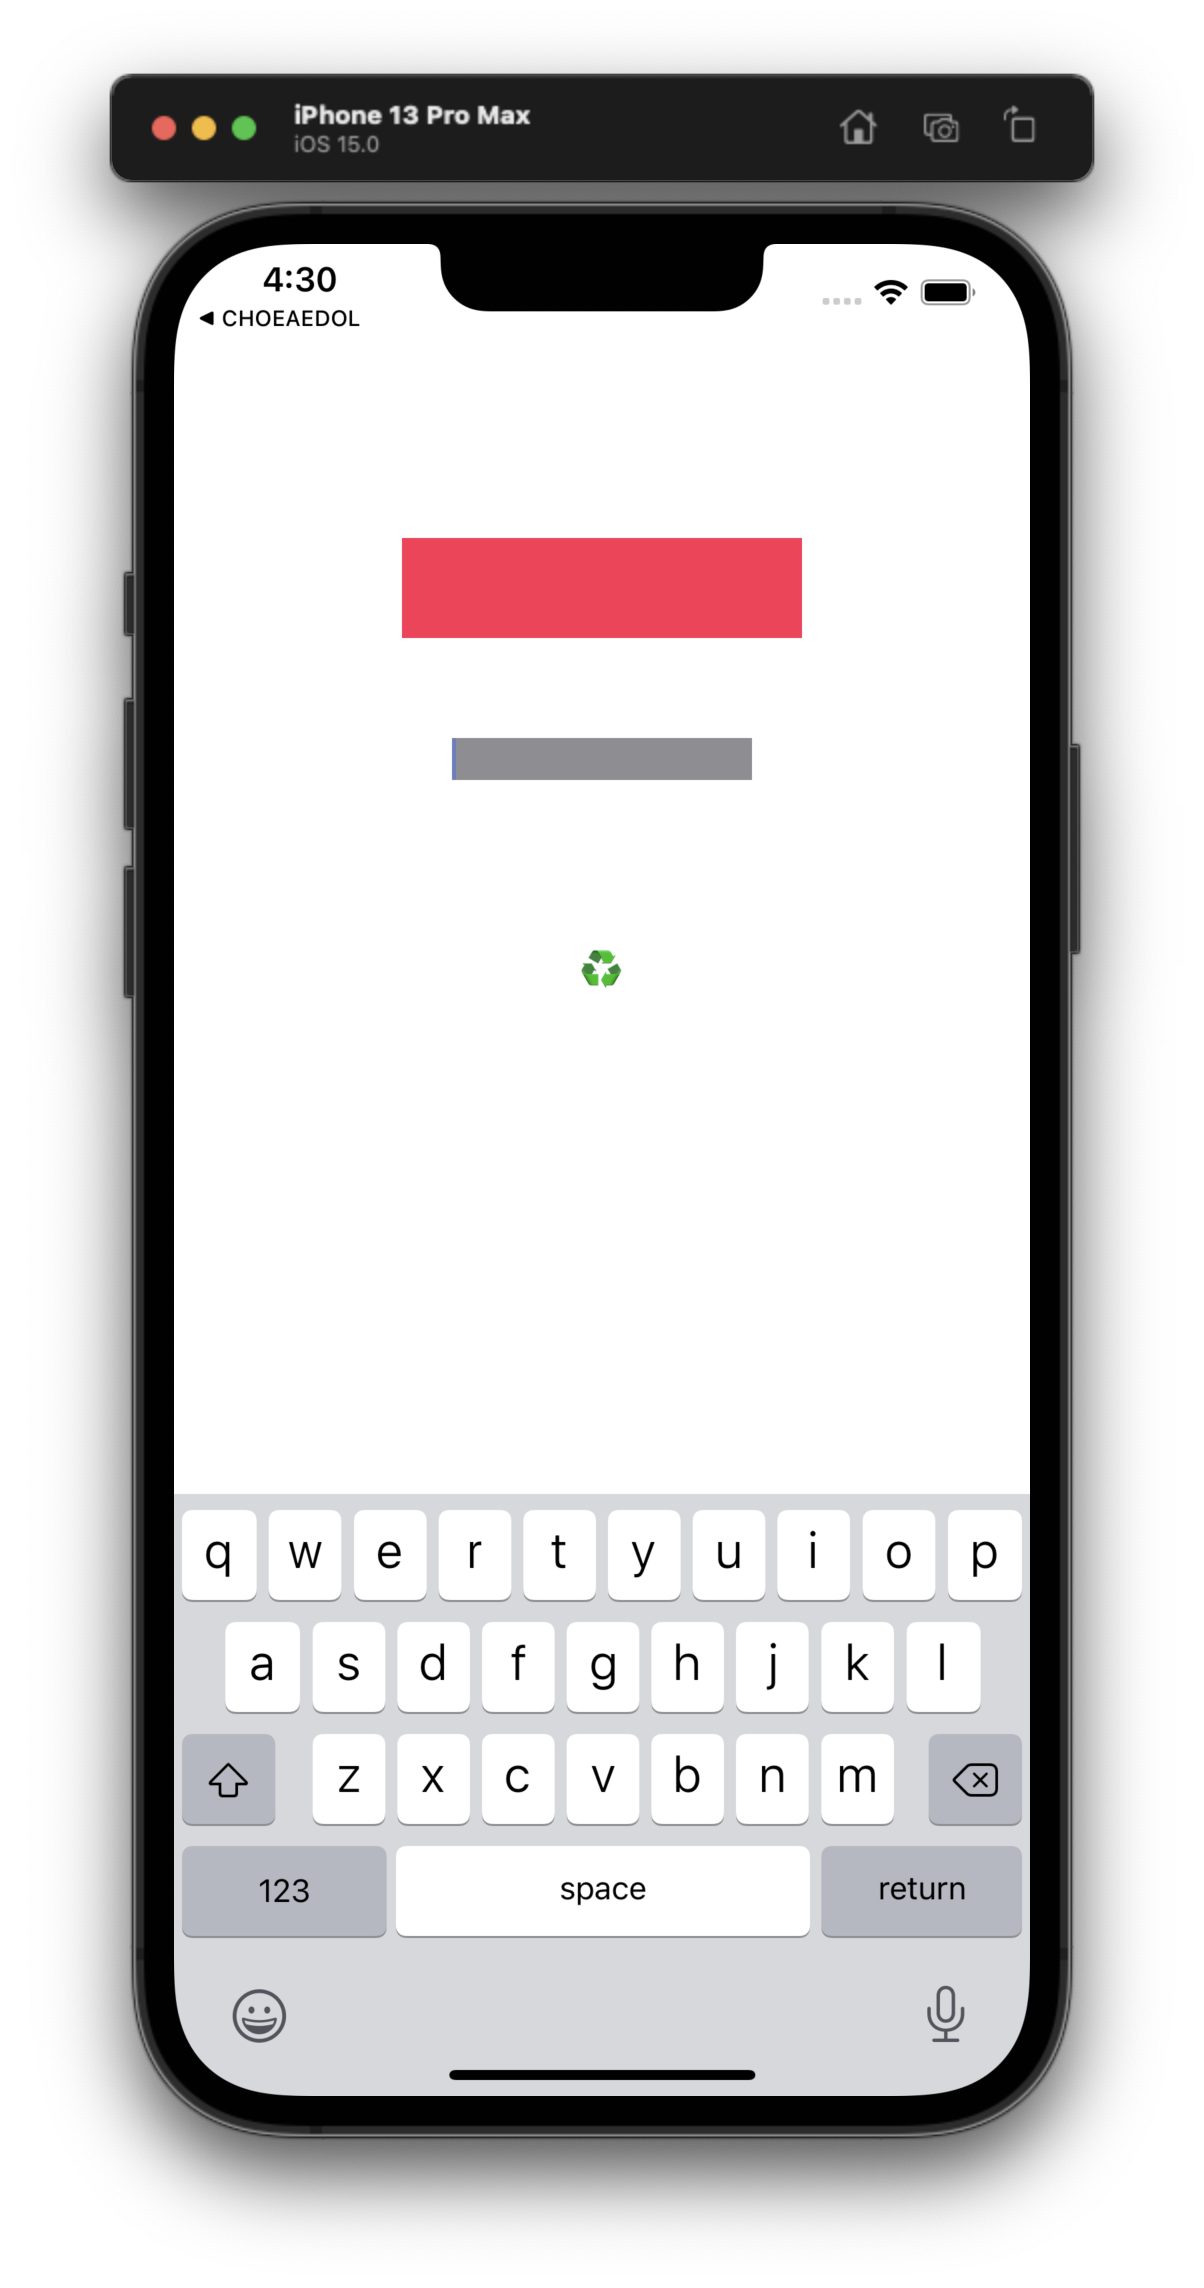 iPhone 13 Pro Max
iOS 15.0
4:30
◀ CHOEAEDOL
♻
q w e r t y u i o p
a s d f g h j k l
z x c v b n m
123 space return